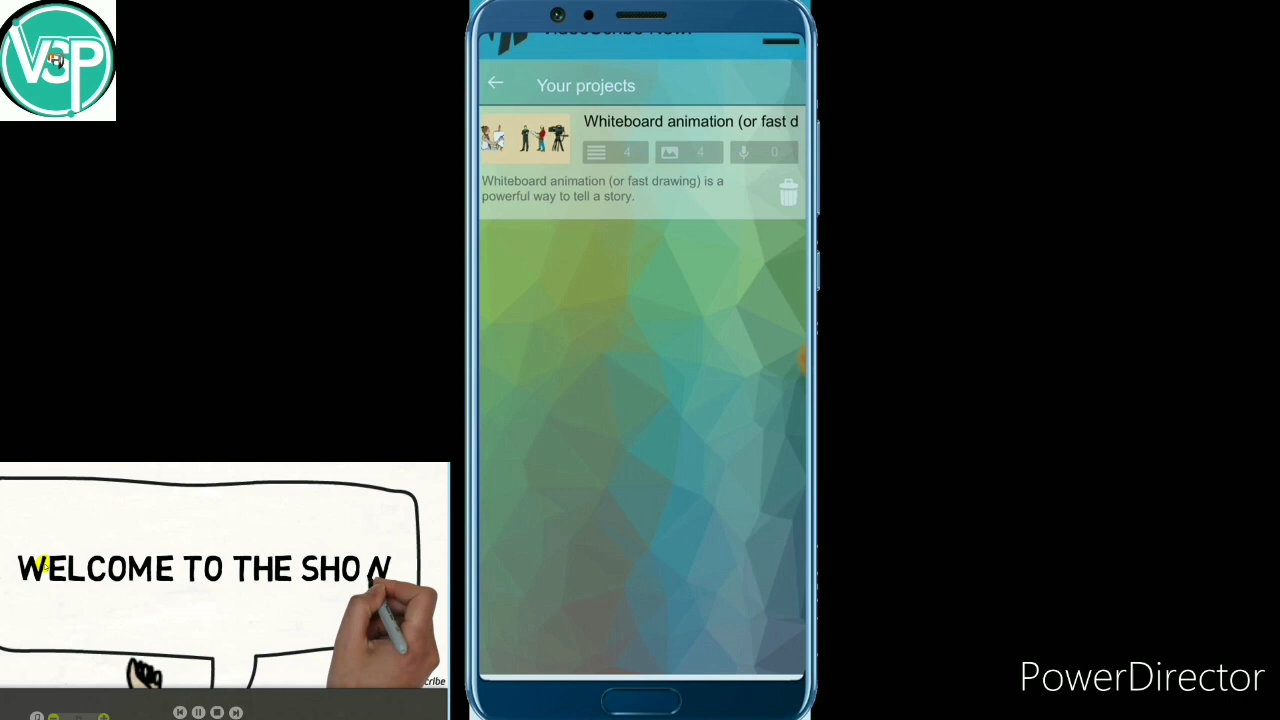 VSP
Your projects
Whiteboard animation (or fast d
4
4
0
Whiteboard animation (or fast drawing) is a
powerful way to tell a story.
WELCOME TO THE SHOW
PowerDirector